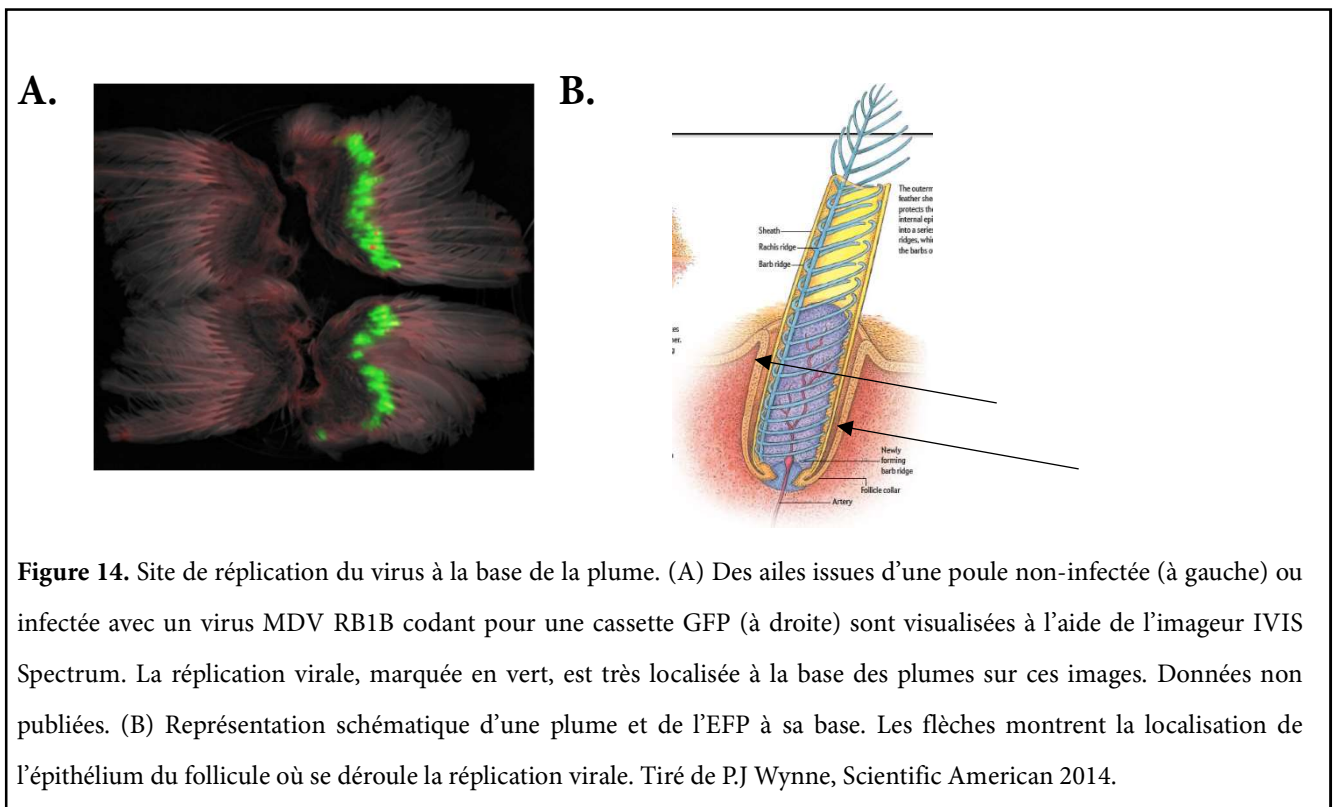 A.
B.
The outerm
feather she
protects the
internal epi
into a series
ridges, whic
the barbs o
Sheath
Rachis ridge
Barb ridge
es
ner.
g
Newly
forming
barb ridge
Follicle collar
Artery
Figure 14. Site de réplication du virus à la base de la plume. (A) Des ailes issues d’une poule non-infectée (à gauche) ou
infectée avec un virus MDV RB1B codant pour une cassette GFP (à droite) sont visualisées à l’aide de l’imageur IVIS
Spectrum. La réplication virale, marquée en vert, est très localisée à la base des plumes sur ces images. Données non
publiées. (B) Représentation schématique d’une plume et de l’EFP à sa base. Les flèches montrent la localisation de
l’épithélium du follicule où se déroule la réplication virale. Tiré de P.J Wynne, Scientific American 2014.